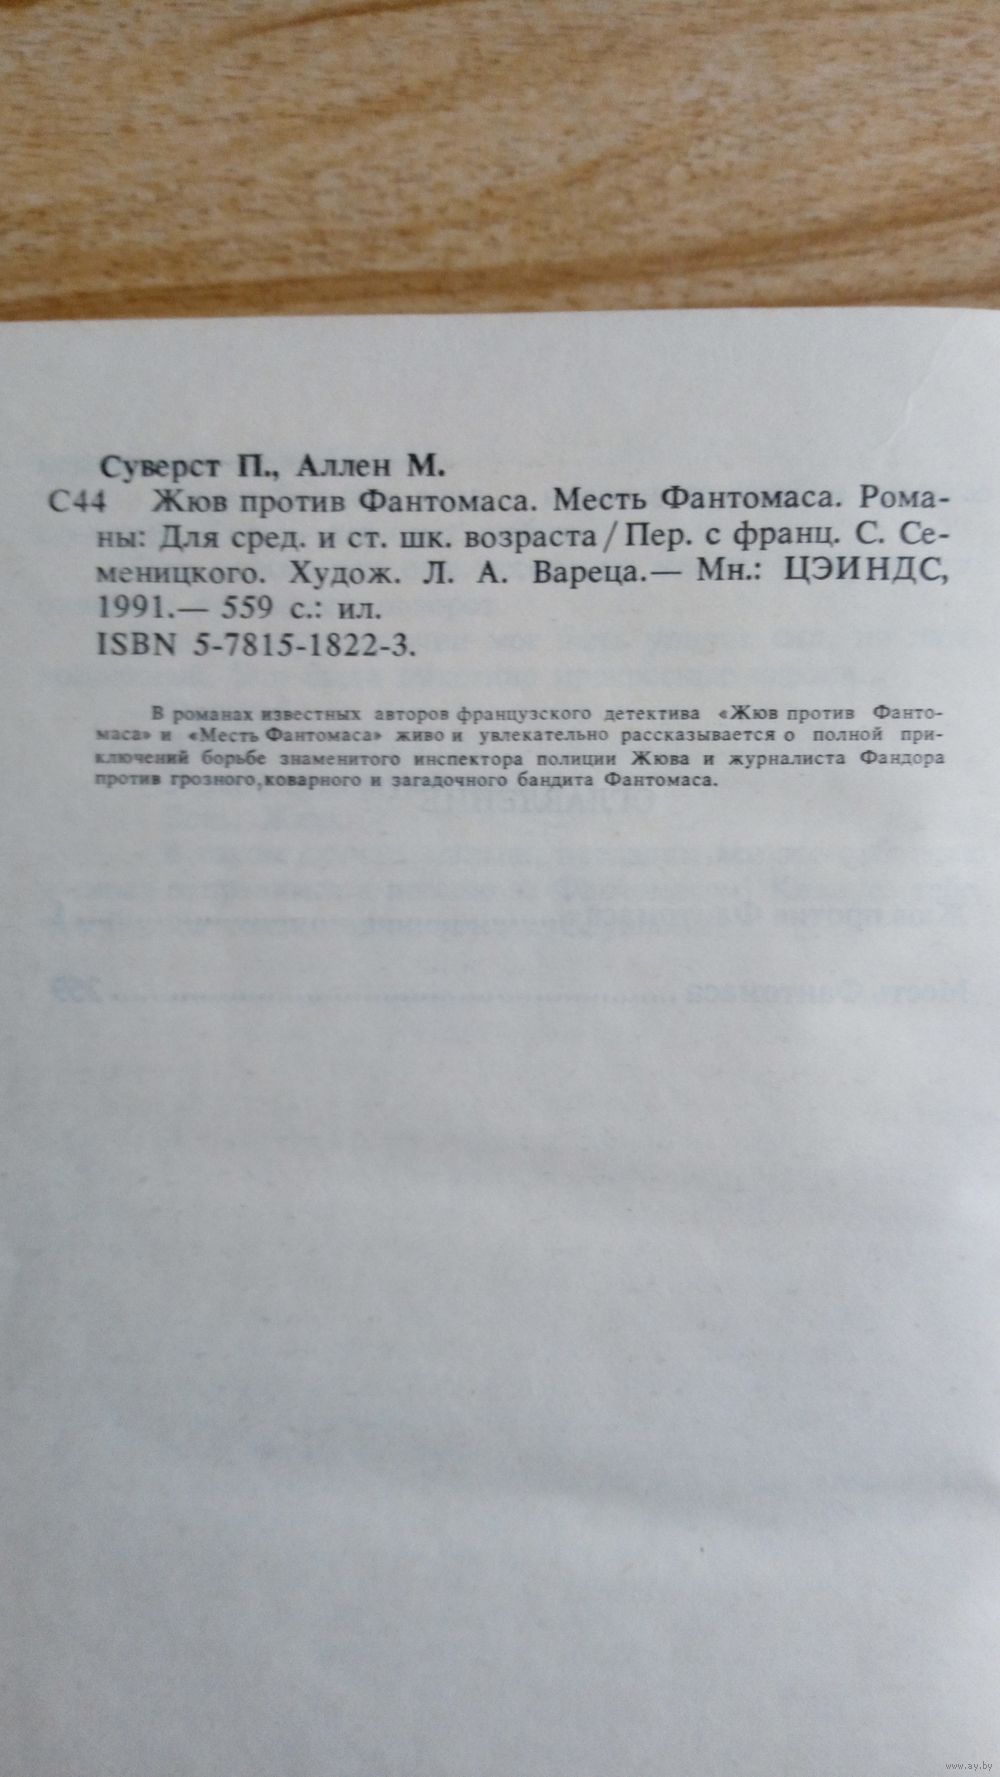 Суверст П., Аллен М.
С44 Жюв против Фантомаса. Месть Фантомаса. Рома-
ны: Для сред. и ст. шк. возраста / Пер. с франц. С. Се-
меницкого. Худож. Л. А. Вареца.— Мн.: ЦЭИНДС,
1991.— 559 с.: ил.
ISBN 5-7815-1822-3.
В романах известных авторов французского детектива «Жюв против Фанто-
маса» и «Месть Фантомаса» живо и увлекательно рассказывается о полной при-
ключений борьбе знаменитого инспектора полиции Жюва и журналиста Фандора
против грозного, коварного и загадочного бандита Фантомаса.
www.ay.by